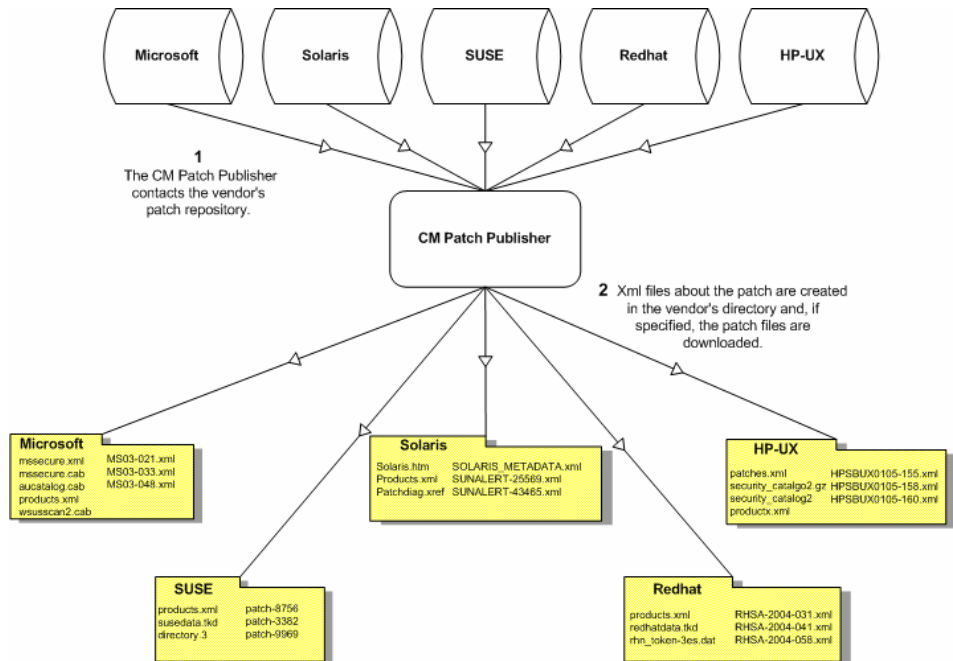 Microsoft
Solaris
SUSE
Redhat
HP-UX
1
The CM Patch Publisher
contacts the vendor's
patch repository.
CM Patch Publisher
2 Xml files about the patch are created
in the vendor's directory and, if
specified, the patch files are
downloaded.
Microsoft
mssecure.xml MS03-021.xml
mssecure.cab MS03-033.xml
aucatalog.cab MS03-048.xml
products.xml
wsusscan2.cab
Solaris
Solaris.htm SOLARIS_METADATA.xml
Products.xml SUNALERT-25569.xml
Patchdiag.xref SUNALERT-43465.xml
HP-UX
patches.xml HPSBUX0105-155.xml
security_catalgo2.gz HPSBUX0105-158.xml
security_catalog2 HPSBUX0105-160.xml
productx.xml
SUSE
products.xml patch-8756
susedata.tkd patch-3382
directory.3 patch-9969
Redhat
products.xml RHSA-2004-031.xml
redhatdata.tkd RHSA-2004-041.xml
rhn_token-3es.dat RHSA-2004-058.xml